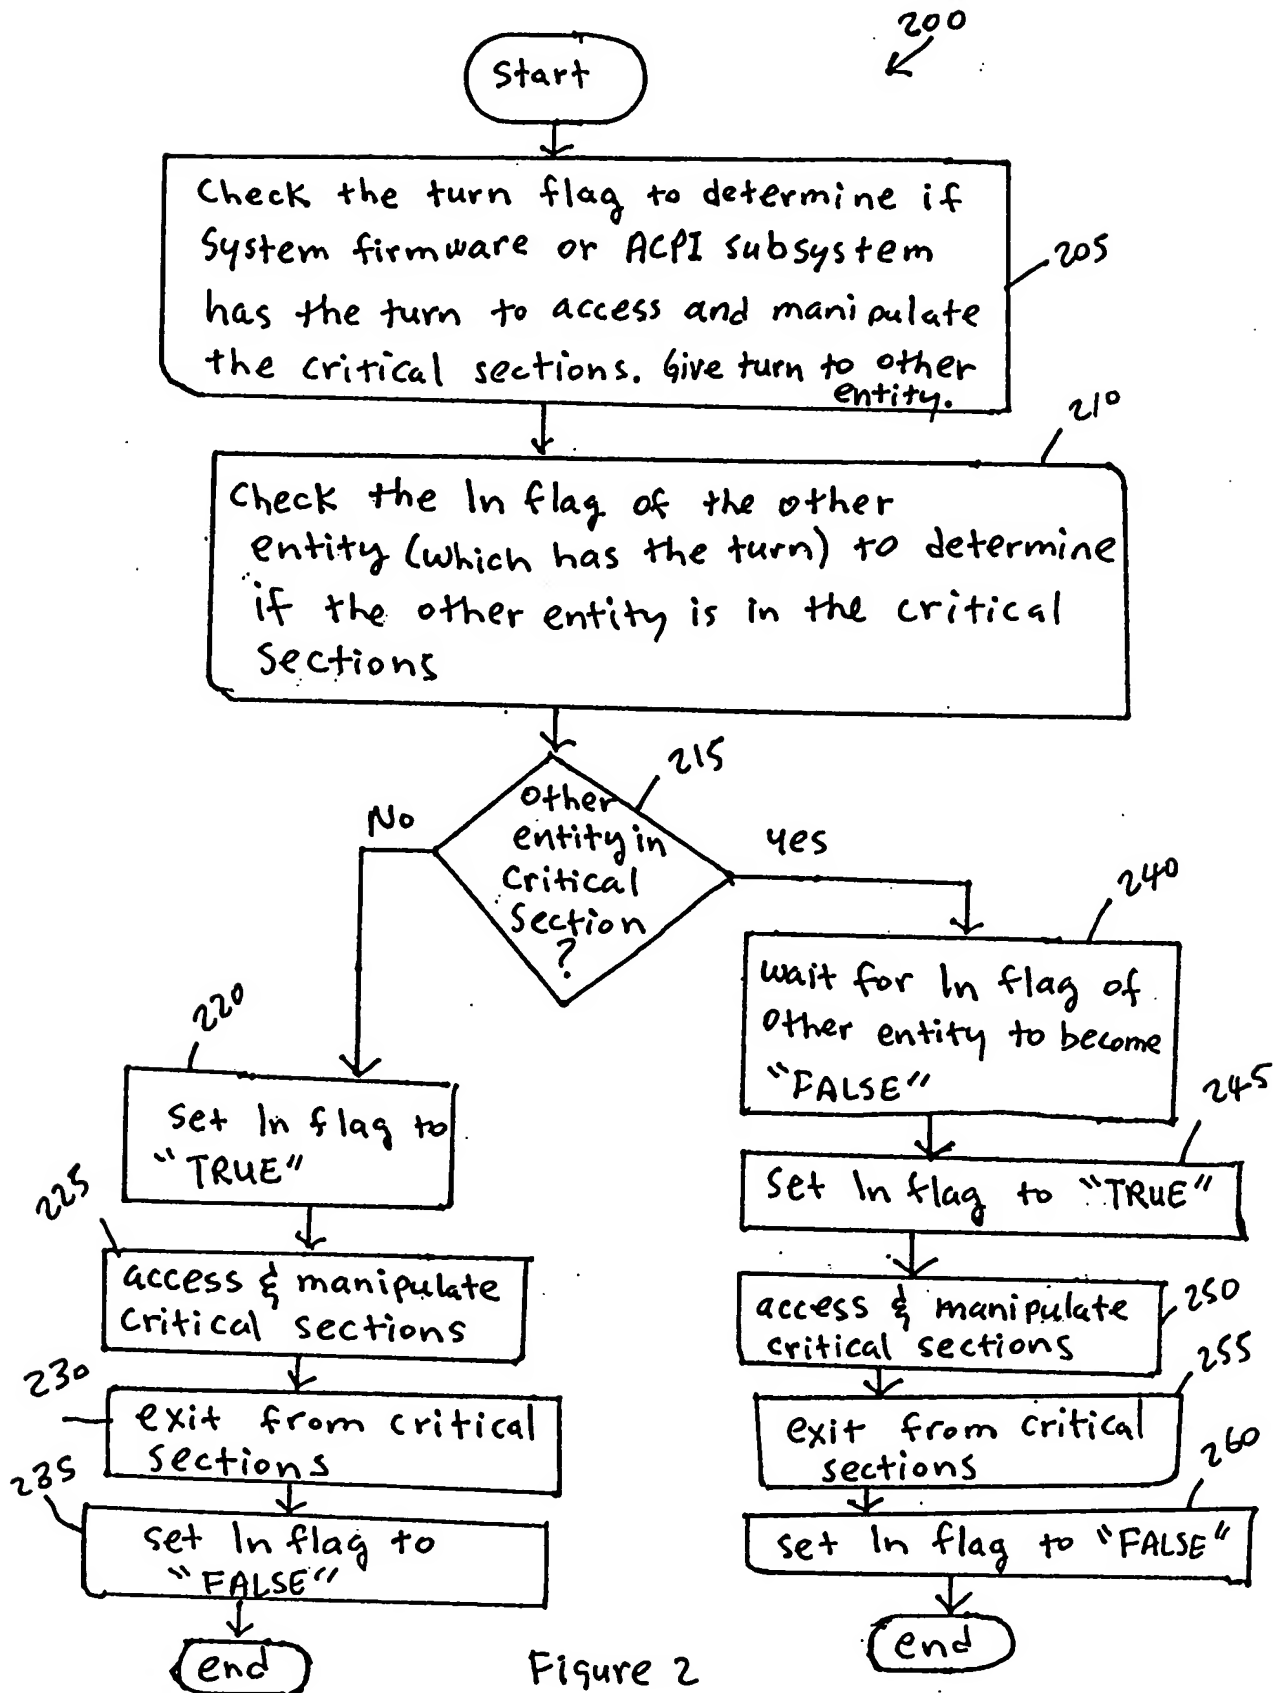 200
Start
Check the turn flag to determine if
System firmware or ACPI subsystem
has the turn to access and manipulate
the critical sections. Give turn to other
entity.
205
210
Check the In flag of the other
entity (which has the turn) to determine
if the other entity is in the critical
Sections
215
Other
entity in
Critical
Section
?
No
yes
220
set In flag to
"TRUE"
225
access & manipulate
Critical sections
230
exit from critical
sections
235
set In flag to
"FALSE"
end
240
wait for In flag of
other entity to become
"FALSE"
245
set In flag to "TRUE"
250
access & manipulate
critical sections
255
exit from critical
sections
260
set In flag to "FALSE"
end
Figure 2